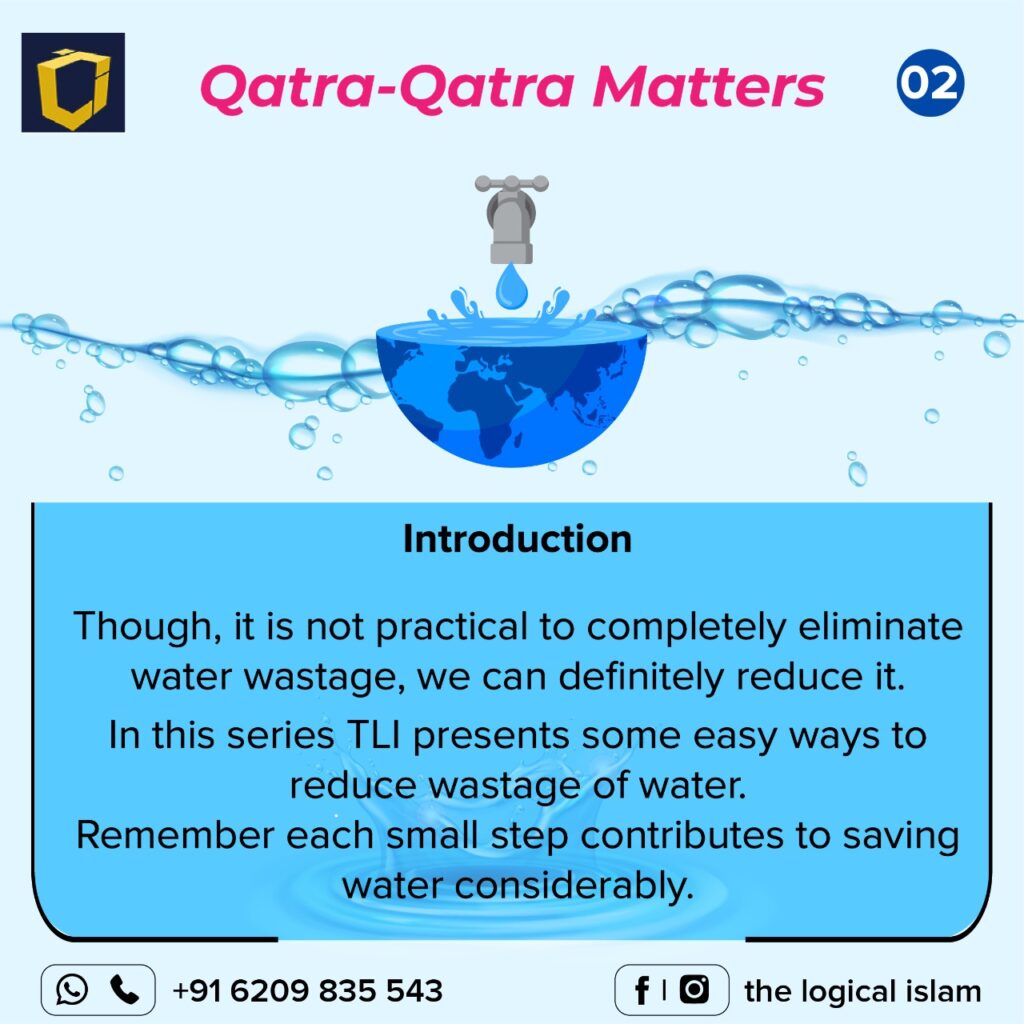 Qatra-Qatra Matters
02
Introduction
Though, it is not practical to completely eliminate
water wastage, we can definitely reduce it.
In this series TLI presents some easy ways to
reduce wastage of water.
Remember each small step contributes to saving
water considerably.
+91 6209 835 543
the logical islam